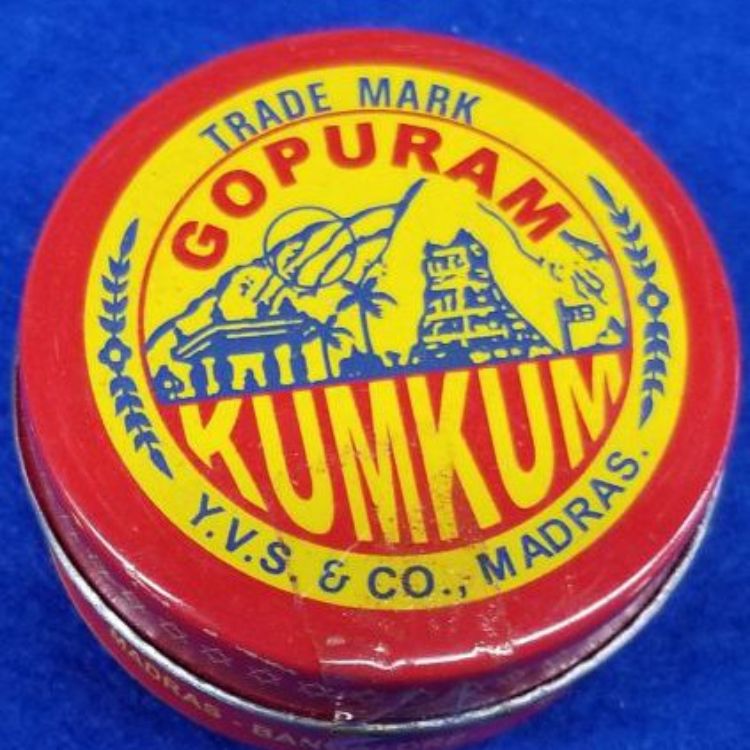 TRADE MARK
GOPURAM
KUMKUM
Y.V.S. & CO., MADRAS.
MADRAS -